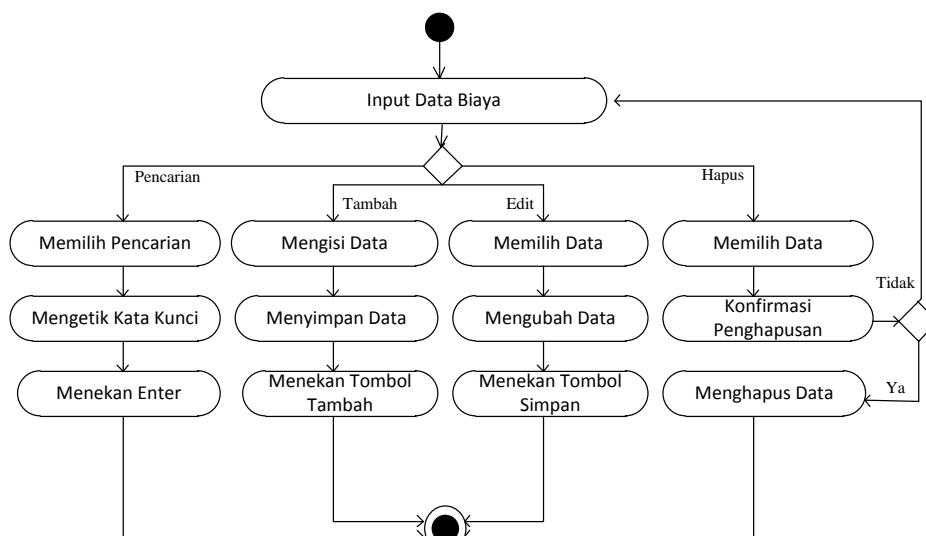 Input Data Biaya
Pencarian
Tambah
Edit
Hapus
Memilih Pencarian
Mengisi Data
Memilih Data
Memilih Data
Tidak
Mengetik Kata Kunci
Menyimpan Data
Mengubah Data
Konfirmasi
Penghapusan
Menekan Enter
Menekan Tombol
Tambah
Menekan Tombol
Simpan
Menghapus Data
Ya